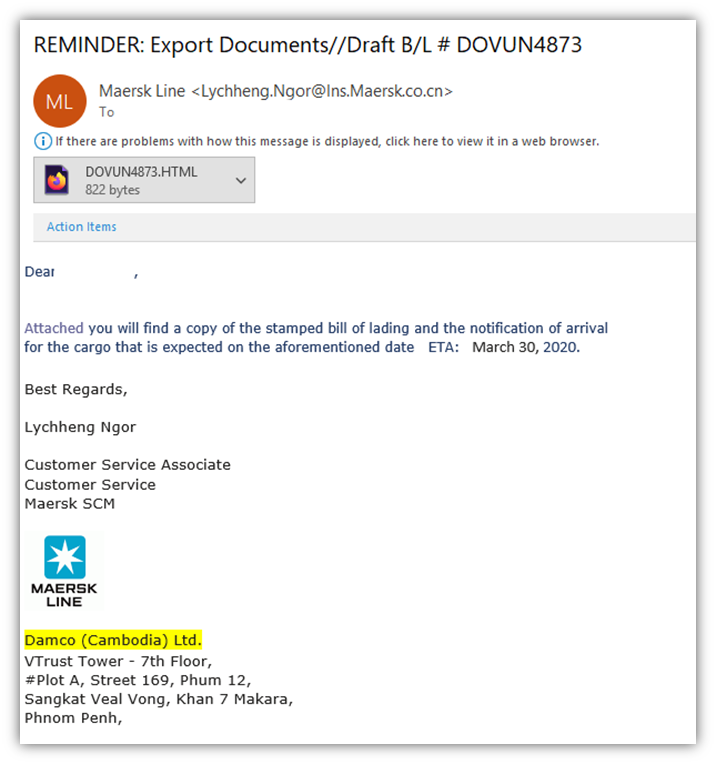 REMINDER: Export Documents//Draft B/L # DOVUN4873
ML
Maersk Line <Lychheng.Ngor@lns.Maersk.co.cn>
To
If there are problems with how this message is displayed, click here to view it in a web browser.
DOVUN4873.HTML
822 bytes
Action Items
Dear ,
Attached you will find a copy of the stamped bill of lading and the notification of arrival
for the cargo that is expected on the aforementioned date ETA: March 30, 2020.
Best Regards,
Lychheng Ngor
Customer Service Associate
Customer Service
Maersk SCM
MAERSK
LINE
Damco (Cambodia) Ltd.
VTrust Tower - 7th Floor,
#Plot A, Street 169, Phum 12,
Sangkat Veal Vong, Khan 7 Makara,
Phnom Penh,